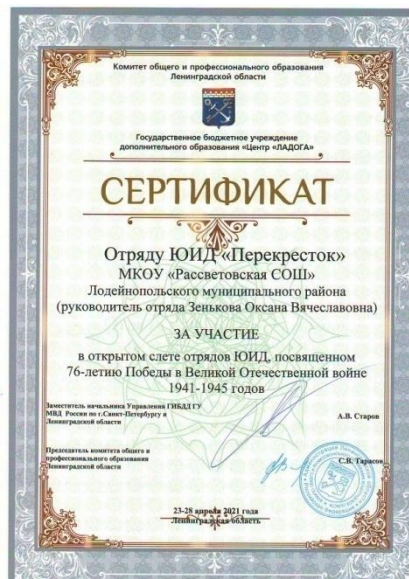 Комитет общего и профессионального образования
Ленинградской области
Государственное бюджетное учреждение
дополнительного образования «Центр «ЛАДОГА»
СЕРТИФИКАТ
Отряду ЮИД «Перекресток»
МКОУ «Рассветовская СОШ»
Лодейнопольского муниципального района
(руководитель отряда Зенькова Оксана Вячеславовна)
ЗА УЧАСТИЕ
в открытом слете отрядов ЮИД, посвященном
76-летию Победы в Великой Отечественной войне
1941-1945 годов
Заместитель начальника Управления ГИБДД ГУ
МВД России по г.Санкт-Петербургу и
Ленинградской области
А.В. Старов
Председатель комитета общего и
профессионального образования
Ленинградской области
С.В. Тарасов
23-28 апреля 2021 года
Ленинградская область